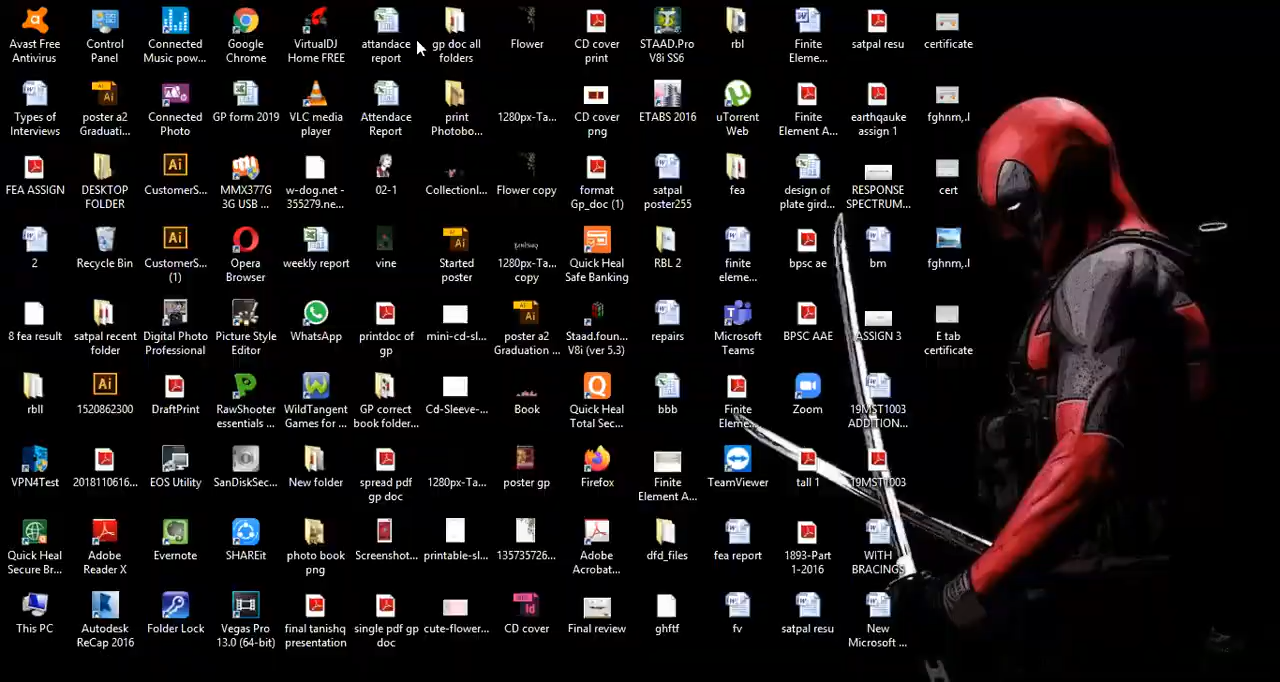 Avast Free
Antivirus
Control
Panel
Connected
Music pow...
Google
Chrome
VirtualDJ
Home FREE
attandace
report
gp doc all
folders
Flower
CD cover
print
STAAD.Pro
V8i SS6
rbl
Finite
Eleme...
satpal resu
certificate
Types of
Interviews
poster a2
Graduati...
Connected
Photo
GP form 2019
VLC media
player
Attendace
Report
print
Photobo...
1280px-Ta...
CD cover
png
ETABS 2016
uTorrent
Web
Finite
Element A...
earthqauke
assign 1
fghnm,.l
FEA ASSIGN
DESKTOP
FOLDER
CustomerS...
MMX377G
3G USB ...
w-dog.net -
355279.ne...
02-1
CollectionI...
Flower copy
format
Gp_doc (1)
satpal
poster255
fea
design of
plate gird...
RESPONSE
SPECTRUM...
cert
2
Recycle Bin
CustomerS...
(1)
Opera
Browser
weekly report
vine
Started
poster
1280px-Ta...
copy
Quick Heal
Safe Banking
RBL 2
finite
eleme...
bpsc ae
bm
fghnm,.l
8 fea result
satpal recent
folder
Digital Photo
Professional
Picture Style
Editor
WhatsApp
printdoc of
gp
mini-cd-sl...
poster a2
Graduation ...
Staad.foun...
V8i (ver 5.3)
repairs
Microsoft
Teams
BPSC AAE
ASSIGN 3
E tab
certificate
rbll
1520862300
DraftPrint
RawShooter
essentials ...
WildTangent
Games for ...
GP correct
book folder...
Cd-Sleeve-...
Book
Quick Heal
Total Sec...
bbb
Finite
Eleme...
Zoom
19MST1003
ADDITION...
VPN4Test
2018110616...
EOS Utility
SanDiskSec...
New folder
spread pdf
gp doc
1280px-Ta...
poster gp
Firefox
Finite
Element A...
TeamViewer
tall 1
19MST1003
Quick Heal
Secure Br...
Adobe
Reader X
Evernote
SHAREit
photo book
png
Screenshot...
printable-sl...
135735726...
Adobe
Acrobat...
dfd_files
fea report
1893-Part
1-2016
WITH
BRACINGS
This PC
Autodesk
ReCap 2016
Folder Lock
Vegas Pro
13.0 (64-bit)
final tanishq
presentation
single pdf gp
doc
cute-flower...
CD cover
Final review
ghftf
fv
satpal resu
New
Microsoft ...